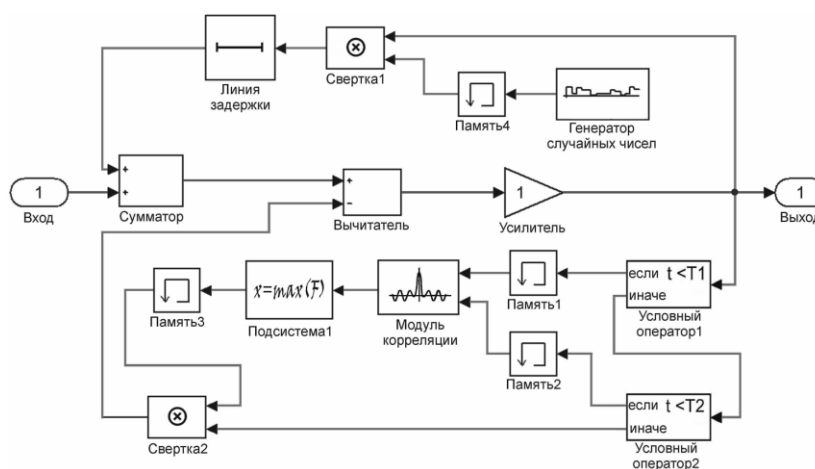 Линия
задержки
Свертка1
Память4
Генератор
случайных чисел
1
Вход
+
+
Сумматор
+
−
Вычитатель
1
Усилитель
1
Выход
Память3
x=max(F)
Подсистема1
Модуль
корреляции
Память1
Память2
если t <T1
иначе
Условный
оператор1
Свертка2
если t <T2
иначе
Условный
оператор2